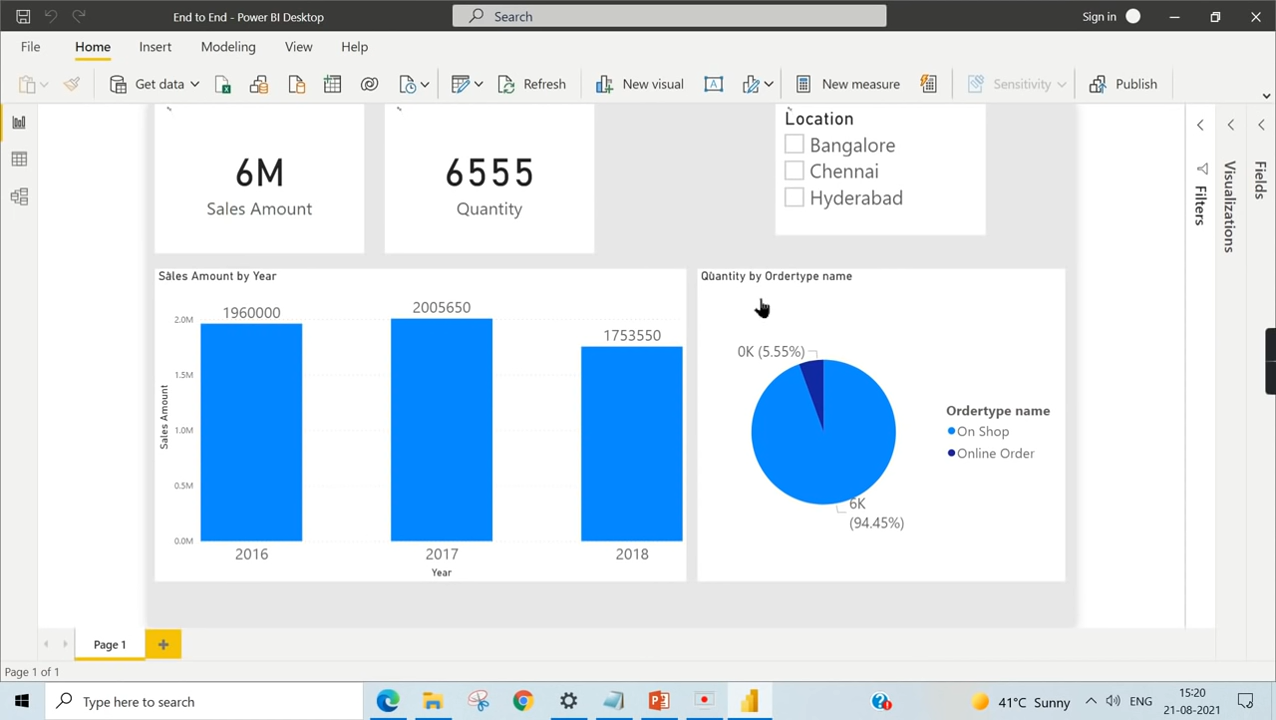 End to End - Power BI Desktop
Search
Sign in
File Home Insert Modeling View Help
Get data
Refresh
New visual
New measure
Sensitivity
Publish
6M
Sales Amount
6555
Quantity
Location
Bangalore
Chennai
Hyderabad
Filters
Visualizations
Fields
Sales Amount by Year
Sales Amount
2.0M
1.5M
1.0M
0.5M
0.0M
1960000
2005650
1753550
2016 2017 2018
Year
Quantity by Ordertype name
0K (5.55%)
6K
(94.45%)
Ordertype name
On Shop
Online Order
Page 1
Page 1 of 1
Type here to search
41°C Sunny
ENG
15:20
21-08-2021